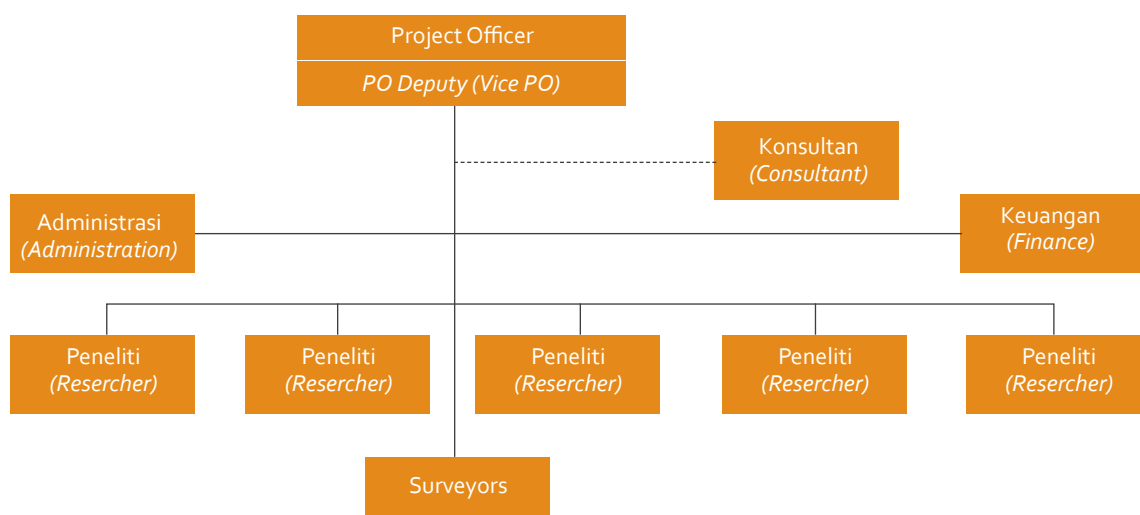 Project Officer
PO Deputy (Vice PO)
Konsultan
(Consultant)
Administrasi
(Administration)
Keuangan
(Finance)
Peneliti
(Resercher)
Peneliti
(Resercher)
Peneliti
(Resercher)
Peneliti
(Resercher)
Peneliti
(Resercher)
Surveyors